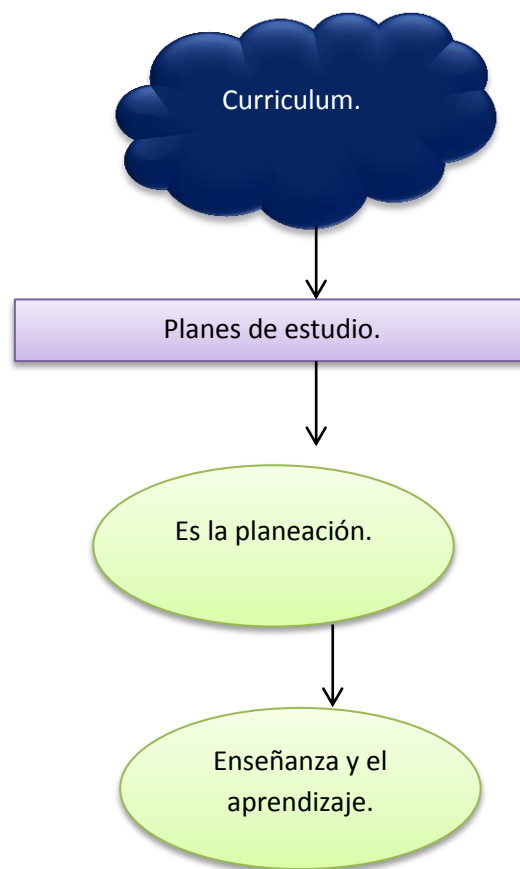 Curriculum.
Planes de estudio.
Es la planeación.
Enseñanza y el
aprendizaje.